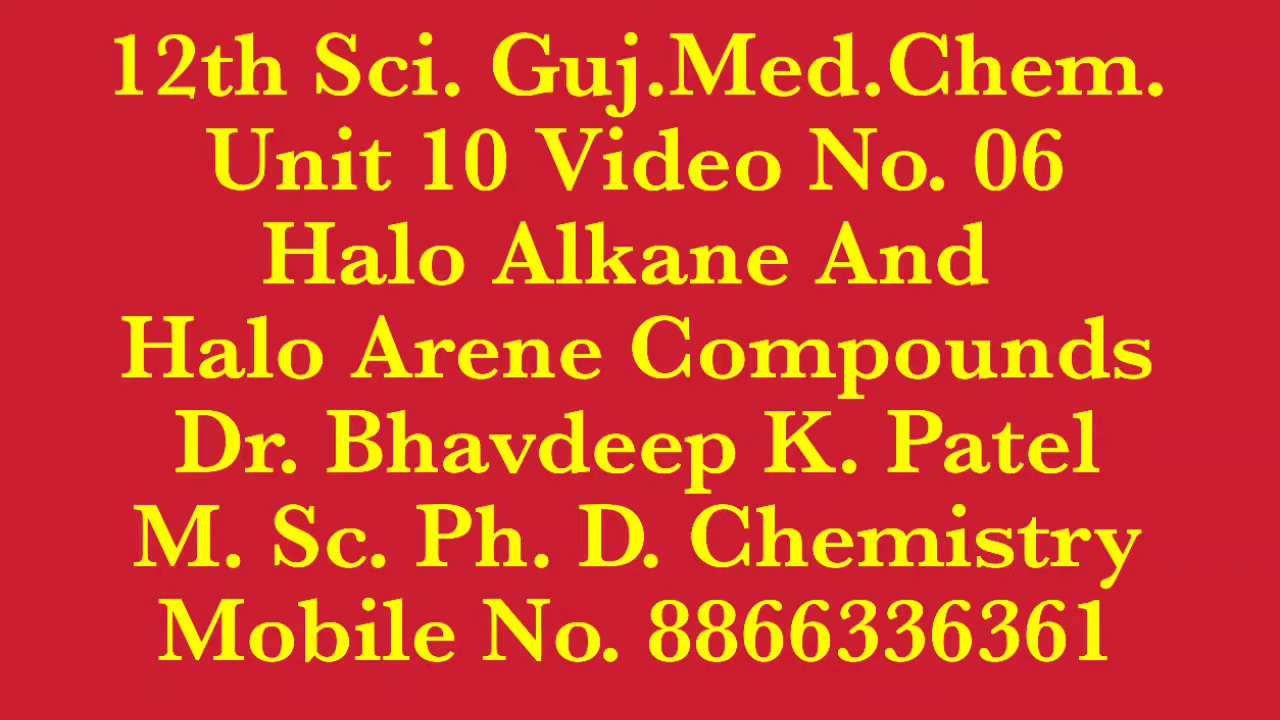 12th Sci. Guj.Med.Chem.
Unit 10 Video No. 06
Halo Alkane And
Halo Arene Compounds
Dr. Bhavdeep K. Patel
M. Sc. Ph. D. Chemistry
Mobile No. 8866336361